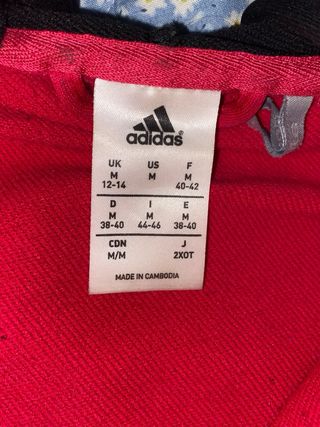 adidas®
UK US F
M M M
12-14 40-42
D I E
M M M
38-40 44-46 38-40
CDN J
M/M 2XOT
MADE IN CAMBODIA